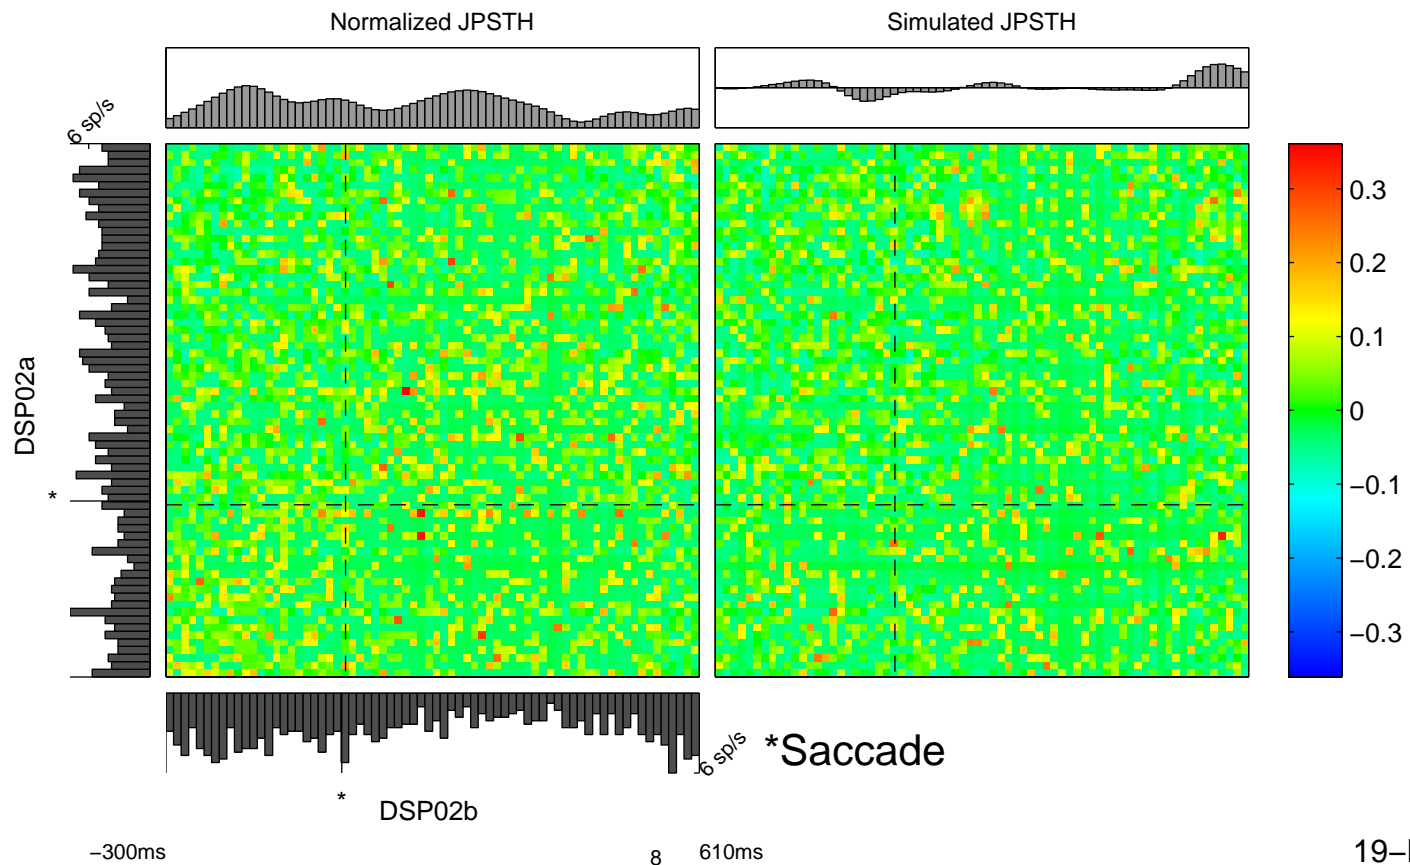 Normalized JPSTH
Simulated JPSTH
6 sp/s
DSP02a
*
0.3
0.2
0.1
0
−0.1
−0.2
−0.3
6 sp/s
*Saccade
*
DSP02b
−300ms
8
610ms
19−